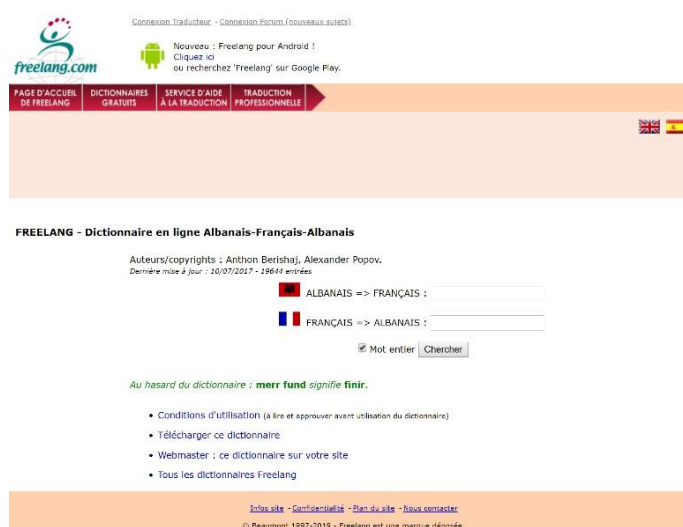 Connexion Traducteur - Connexion Forum (nouveaux sujets)
freelang.com
Nouveau : Freelang pour Android !
Cliquez ici
ou recherchez 'Freelang' sur Google Play.
PAGE D'ACCUEIL DE FREELANG
DICTIONNAIRES GRATUITS
SERVICE D'AIDE À LA TRADUCTION
TRADUCTION PROFESSIONNELLE
FREELANG - Dictionnaire en ligne Albanais-Français-Albanais
Auteurs/copyrights : Anthon Berishaj, Alexander Popov.
Dernière mise à jour : 10/07/2017 - 19644 entrées
ALBANAIS => FRANÇAIS :
FRANÇAIS => ALBANAIS :
Mot entier Chercher
Au hasard du dictionnaire : merr fund signifie finir.
• Conditions d'utilisation (à lire et approuver avant utilisation du dictionnaire)
• Télécharger ce dictionnaire
• Webmaster : ce dictionnaire sur votre site
• Tous les dictionnaires Freelang
Infos site - Confidentialité - Plan du site - Nous contacter
© Beaumont 1997-2019 - Freelang est une marque déposée